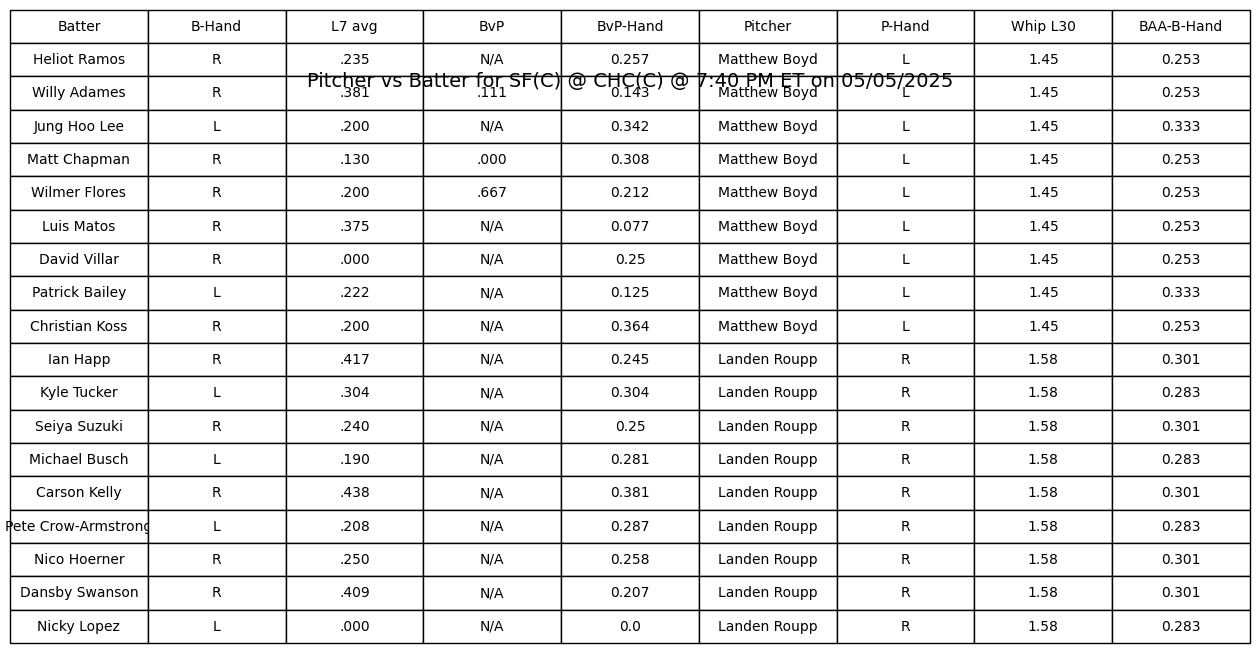 Batter B-Hand L7 avg BvP BvP-Hand Pitcher P-Hand Whip L30 BAA-B-Hand
Heliot Ramos R .235 N/A 0.257 Matthew Boyd L 1.45 0.253
Pitcher vs Batter for SF(C) @ CHC(C) @ 7:40 PM ET on 05/05/2025
Willy Adames R .381 .111 0.143 Matthew Boyd L 1.45 0.253
Jung Hoo Lee L .200 N/A 0.342 Matthew Boyd L 1.45 0.333
Matt Chapman R .130 .000 0.308 Matthew Boyd L 1.45 0.253
Wilmer Flores R .200 .667 0.212 Matthew Boyd L 1.45 0.253
Luis Matos R .375 N/A 0.077 Matthew Boyd L 1.45 0.253
David Villar R .000 N/A 0.25 Matthew Boyd L 1.45 0.253
Patrick Bailey L .222 N/A 0.125 Matthew Boyd L 1.45 0.333
Christian Koss R .200 N/A 0.364 Matthew Boyd L 1.45 0.253
Ian Happ R .417 N/A 0.245 Landen Roupp R 1.58 0.301
Kyle Tucker L .304 N/A 0.304 Landen Roupp R 1.58 0.283
Seiya Suzuki R .240 N/A 0.25 Landen Roupp R 1.58 0.301
Michael Busch L .190 N/A 0.281 Landen Roupp R 1.58 0.283
Carson Kelly R .438 N/A 0.381 Landen Roupp R 1.58 0.301
Pete Crow-Armstrong L .208 N/A 0.287 Landen Roupp R 1.58 0.283
Nico Hoerner R .250 N/A 0.258 Landen Roupp R 1.58 0.301
Dansby Swanson R .409 N/A 0.207 Landen Roupp R 1.58 0.301
Nicky Lopez L .000 N/A 0.0 Landen Roupp R 1.58 0.283